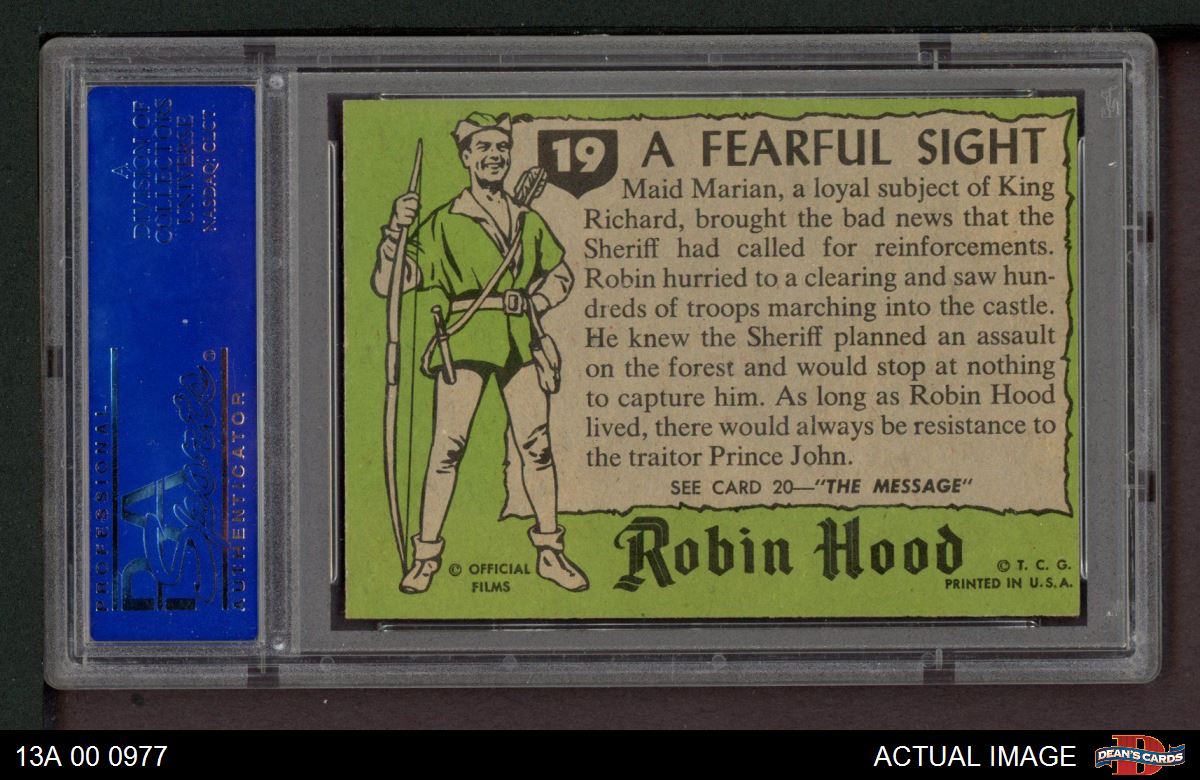 A
DIVISION OF
COLLECTORS
UNIVERSE
NASDAQ: CLCT
PROFESSIONAL
PSA
Sports
®
AUTHENTICATOR
19 A FEARFUL SIGHT
Maid Marian, a loyal subject of King
Richard, brought the bad news that the
Sheriff had called for reinforcements.
Robin hurried to a clearing and saw hun-
dreds of troops marching into the castle.
He knew the Sheriff planned an assault
on the forest and would stop at nothing
to capture him. As long as Robin Hood
lived, there would always be resistance to
the traitor Prince John.
SEE CARD 20—"THE MESSAGE"
© OFFICIAL
FILMS
Robin Hood
© T. C. G.
PRINTED IN U.S.A.
13A 00 0977
ACTUAL IMAGE
D
DEAN'S CARDS